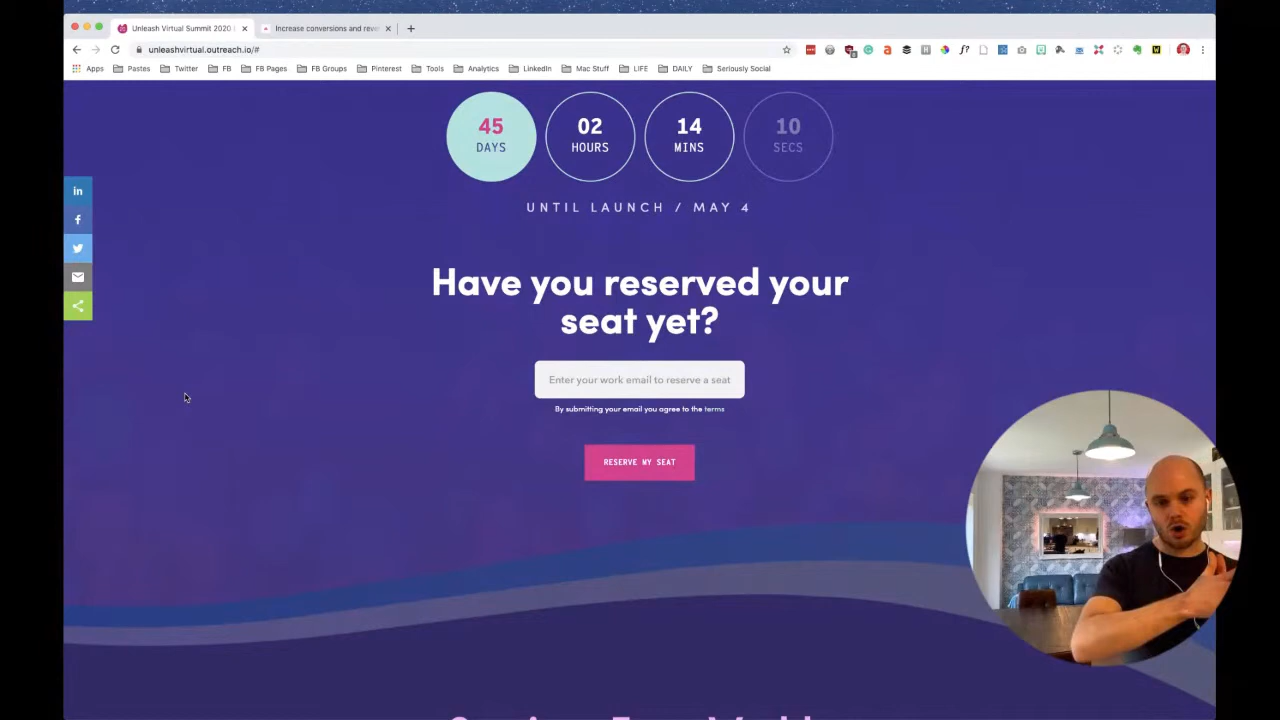 Unleash Virtual Summit 2020 |
Increase conversions and reve
unleashvirtual.outreach.io/#
Apps Pastes Twitter FB FB Pages FB Groups Pinterest Tools Analytics LinkedIn Mac Stuff LIFE DAILY Seriously Social
45 02 14 10
DAYS HOURS MINS SECS
UNTIL LAUNCH / MAY 4
in
Have you reserved your
seat yet?
Enter your work email to reserve a seat
By submitting your email you agree to the terms
RESERVE MY SEAT